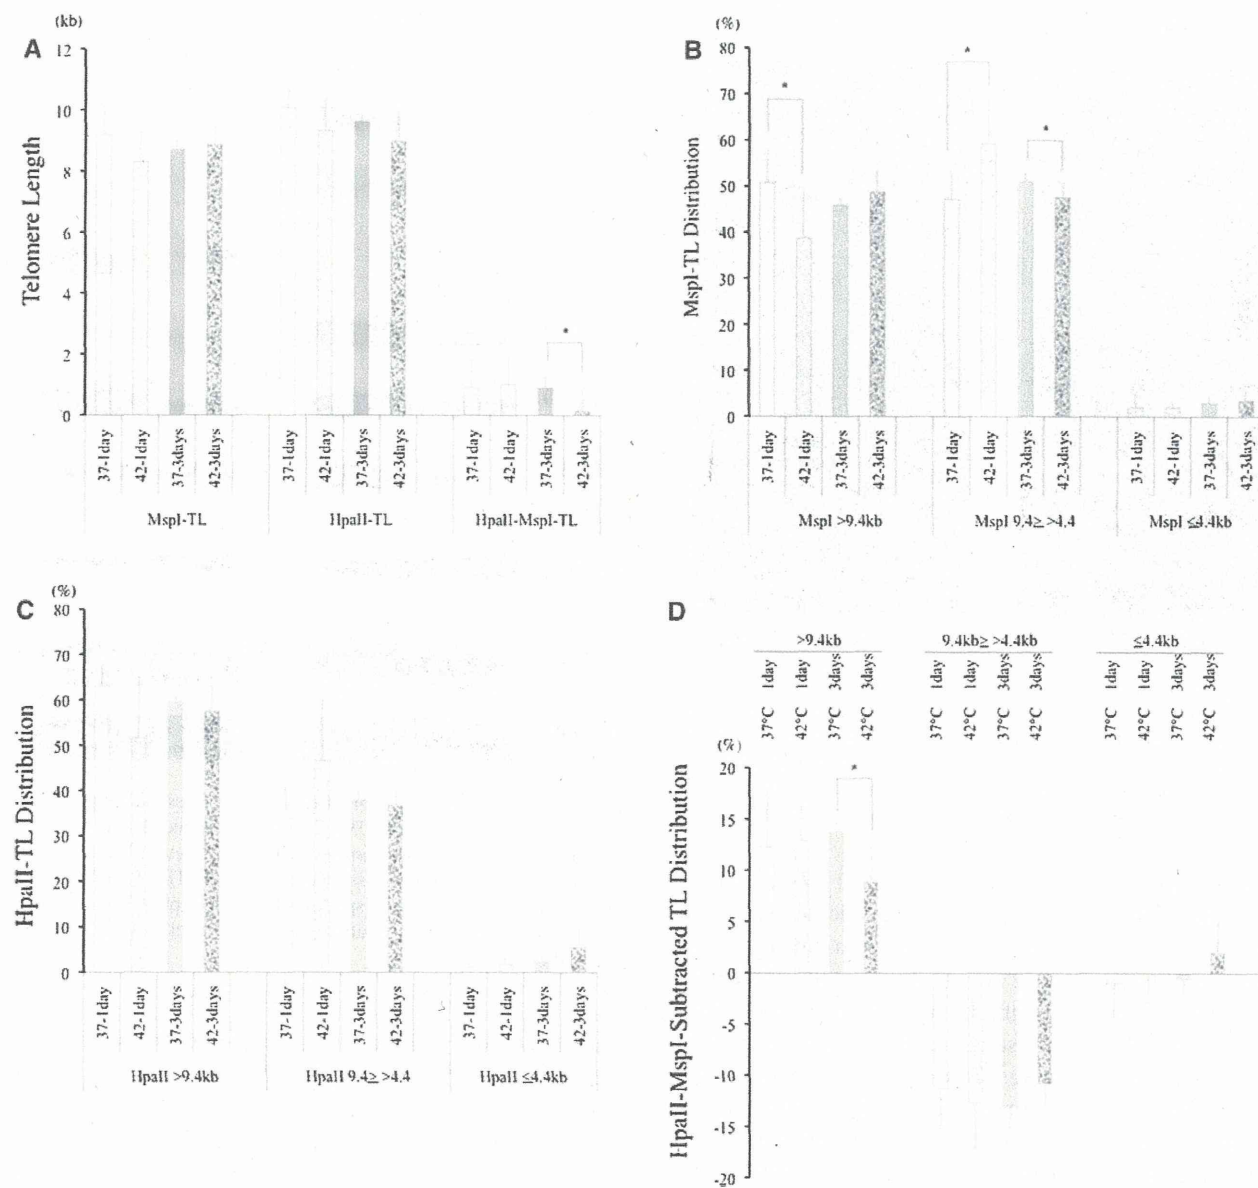 A
(kb)
Telomere Length
12
10
8
6
4
2
0
*
37-1day 42-1day 37-3days 42-3days 37-1day 42-1day 37-3days 42-3days 37-1day 42-1day 37-3days 42-3days
MspI-TL HpaII-TL HpaII-MspI-TL
B
(%)
MspI-TL Distribution
80
70
60
50
40
30
20
10
0
* * *
37-1day 42-1day 37-3days 42-3days 37-1day 42-1day 37-3days 42-3days 37-1day 42-1day 37-3days 42-3days
MspI >9.4kb MspI 9.4≥ >4.4 MspI ≤4.4kb
C
(%)
HpaII-TL Distribution
80
70
60
50
40
30
20
10
0
37-1day 42-1day 37-3days 42-3days 37-1day 42-1day 37-3days 42-3days 37-1day 42-1day 37-3days 42-3days
HpaII >9.4kb HpaII 9.4≥ >4.4 HpaII ≤4.4kb
D
>9.4kb 9.4kb≥ >4.4kb ≤4.4kb
37°C 1day 42°C 1day 37°C 3days 42°C 3days 37°C 1day 42°C 1day 37°C 3days 42°C 3days 37°C 1day 42°C 1day 37°C 3days 42°C 3days
(%)
HpaII-MspI-Subtracted TL Distribution
20
15
10
5
0
-5
-10
-15
-20
*